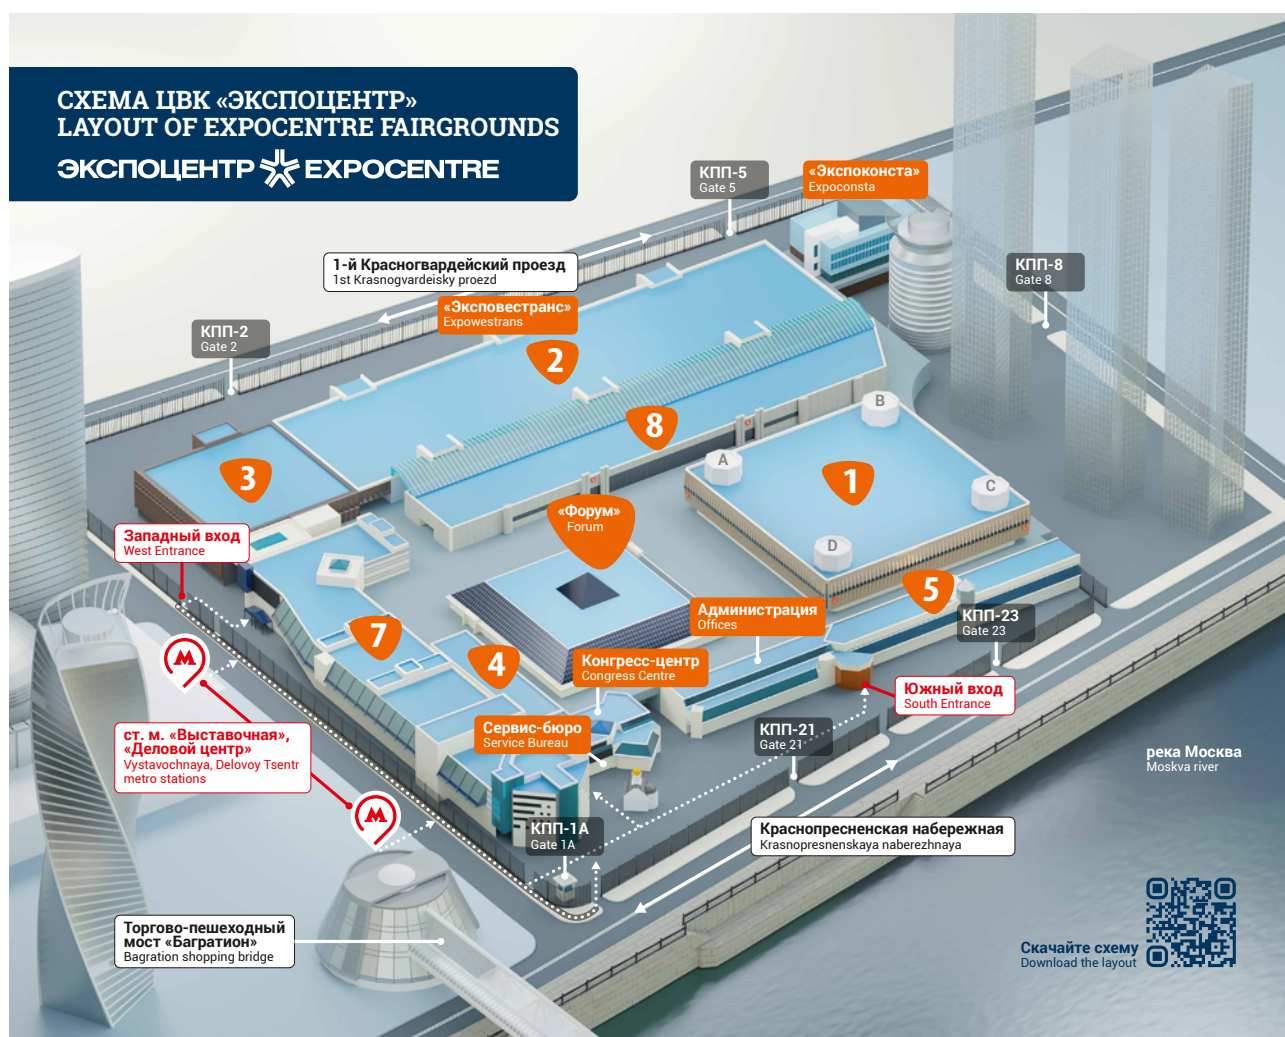 СХЕМА ЦВК «ЭКСПОЦЕНТР»
LAYOUT OF EXPOCENTRE FAIRGROUNDS
ЭКСПОЦЕНТР EXPOCENTRE
КПП-5
Gate 5
«Экспоконста»
Expoconsta
1-й Красногвардейский проезд
1st Krasnogvardeisky proezd
КПП-8
Gate 8
«Эксповестранс»
Expowestrans
КПП-2
Gate 2
2
8
B
A
3
1
C
«Форум»
Forum
D
Западный вход
West Entrance
5
Администрация
Offices
КПП-23
Gate 23
7
4
М
Конгресс-центр
Congress Centre
Южный вход
South Entrance
Сервис-бюро
Service Bureau
КПП-21
Gate 21
ст. м. «Выставочная»,
«Деловой центр»
Vystavochnaya, Delovoy Tsentr
metro stations
река Москва
Moskva river
М
КПП-1А
Gate 1A
Краснопресненская набережная
Krasnopresnenskaya naberezhnaya
Торгово-пешеходный
мост «Багратион»
Bagration shopping bridge
Скачайте схему
Download the layout